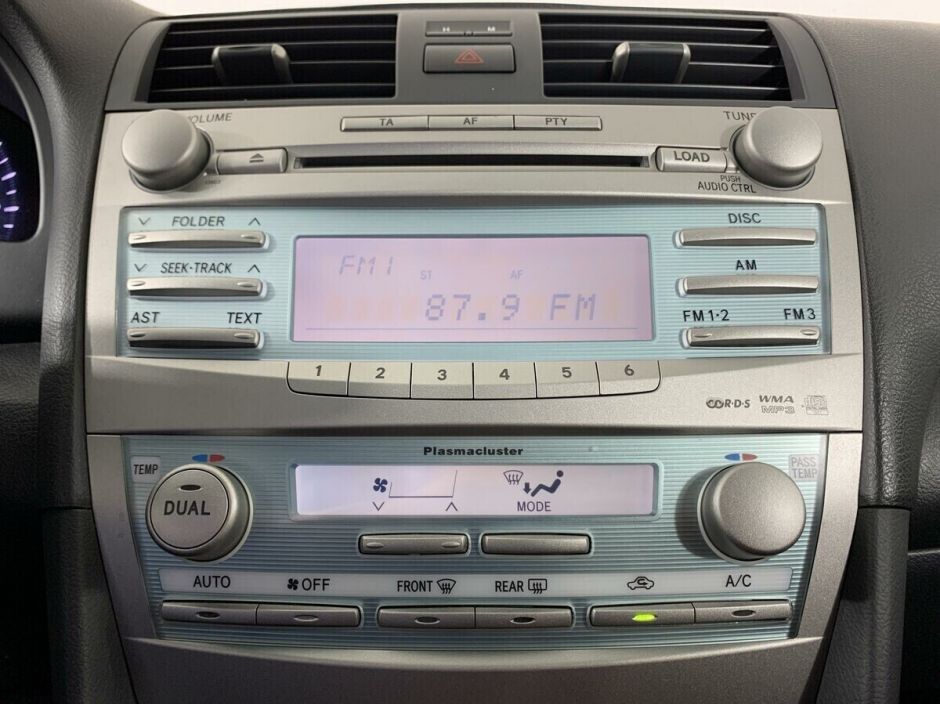 H M
VOLUME TA AF PTY TUNE
LOAD
PUSH
AUDIO CTRL
FOLDER
SEEK·TRACK
AST TEXT
FM1
ST AF
87.9 FM
DISC
AM
FM1·2 FM3
1 2 3 4 5 6
R·D·S WMA
MP3
Plasmacluster
TEMP
DUAL
MODE
PASS
TEMP
AUTO OFF FRONT REAR A/C